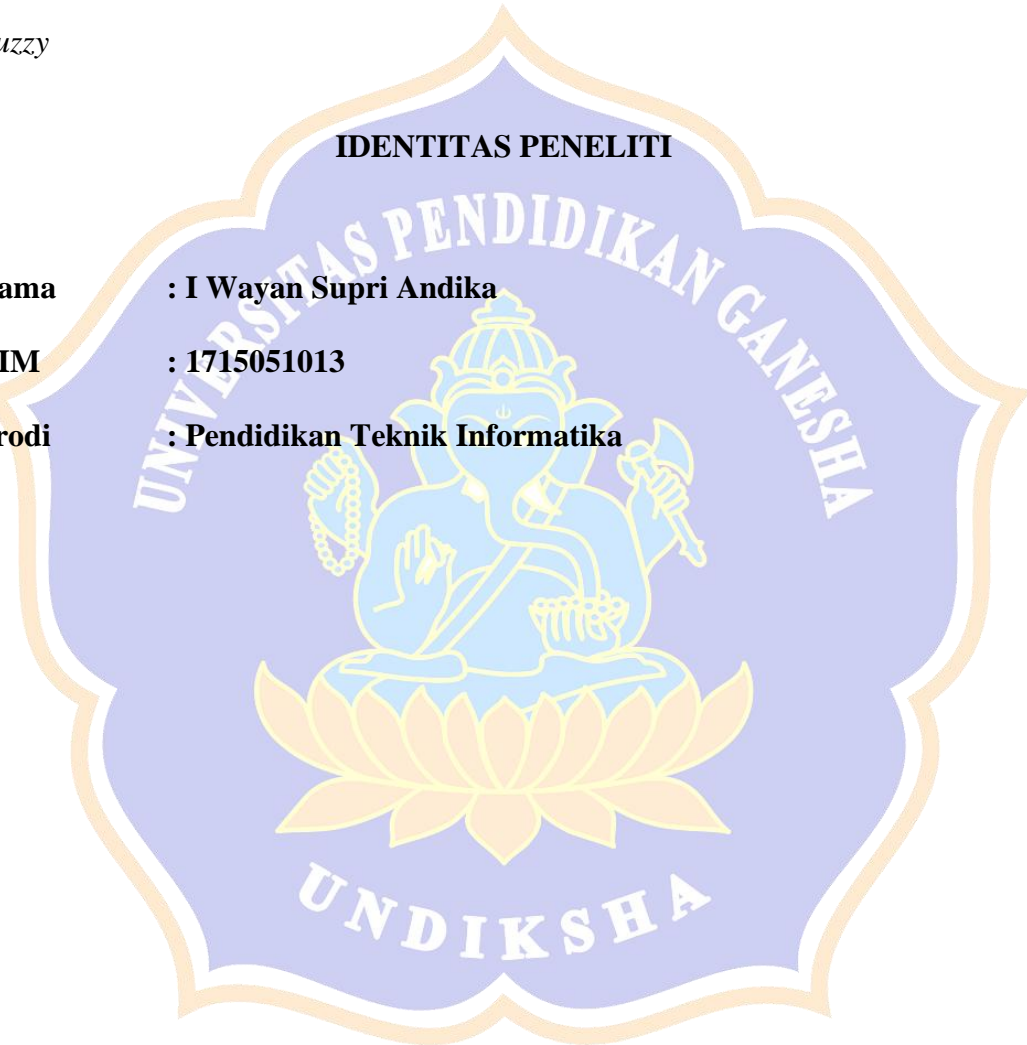 uzzy
IDENTITAS PENELITI
UNIVERSITAS PENDIDIKAN GANESHA
ama : I Wayan Supri Andika
IM : 1715051013
rodi : Pendidikan Teknik Informatika
UNDIKSHA